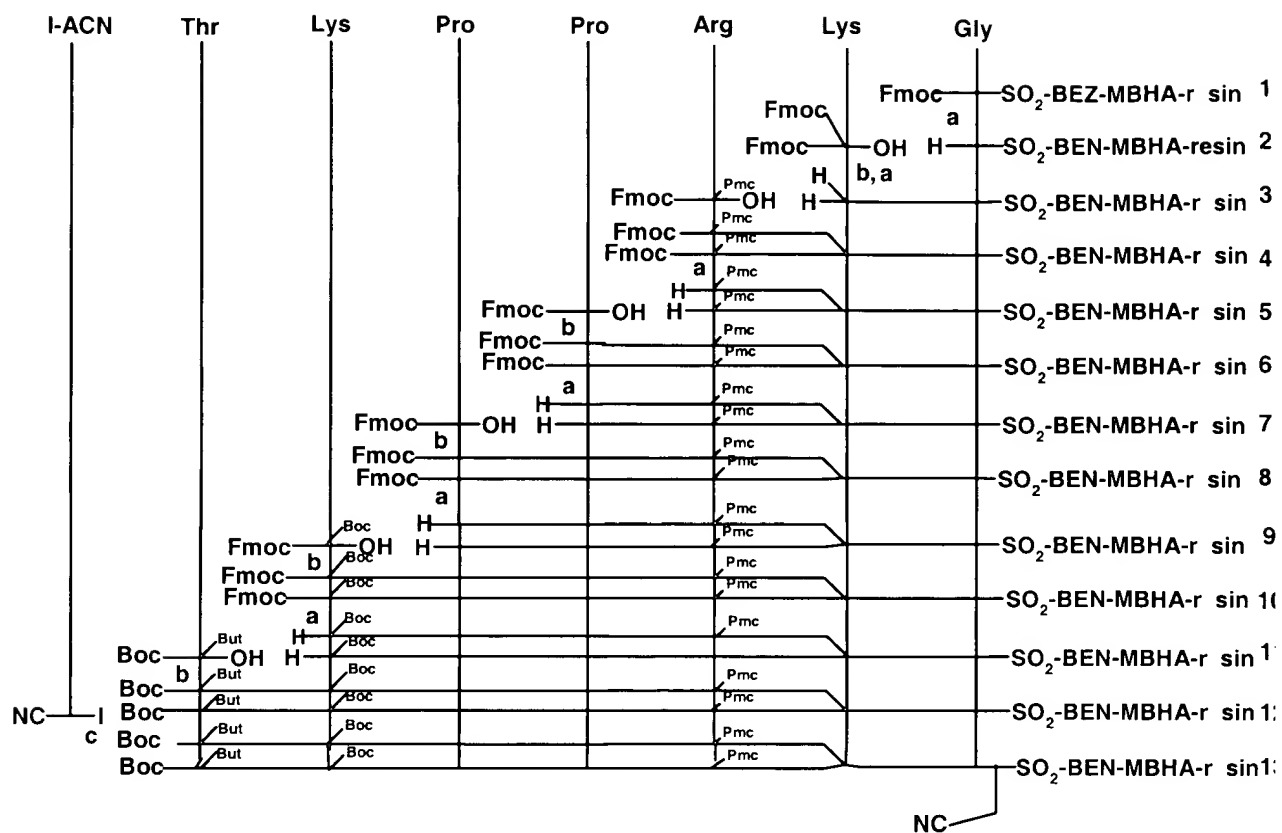 I-ACN Thr Lys Pro Pro Arg Lys Gly
Fmoc SO2-BEZ-MBHA-r sin 1
Fmoc a
Fmoc OH H SO2-BEN-MBHA-resin 2
b, a
H Pmc
Fmoc OH H SO2-BEN-MBHA-r sin 3
Fmoc Pmc
Fmoc Pmc SO2-BEN-MBHA-r sin 4
a Pmc
H Pmc
Fmoc OH H SO2-BEN-MBHA-r sin 5
b
Fmoc Pmc
Fmoc Pmc SO2-BEN-MBHA-r sin 6
a
H Pmc
Fmoc OH H Pmc SO2-BEN-MBHA-r sin 7
b
Fmoc Pmc
Fmoc Pmc SO2-BEN-MBHA-r sin 8
a
H Pmc
Boc
Fmoc OH H Pmc SO2-BEN-MBHA-r sin 9
b Boc
Fmoc Pmc
Fmoc Boc Pmc SO2-BEN-MBHA-r sin 10
a Boc
H Pmc
But
Boc OH H Boc SO2-BEN-MBHA-r sin 1
b
Boc But Boc Pmc
NC I Boc But Boc Pmc SO2-BEN-MBHA-r sin 1
c
Boc But Boc Pmc
Boc But Boc Pmc SO2-BEN-MBHA-r sin 1
NC